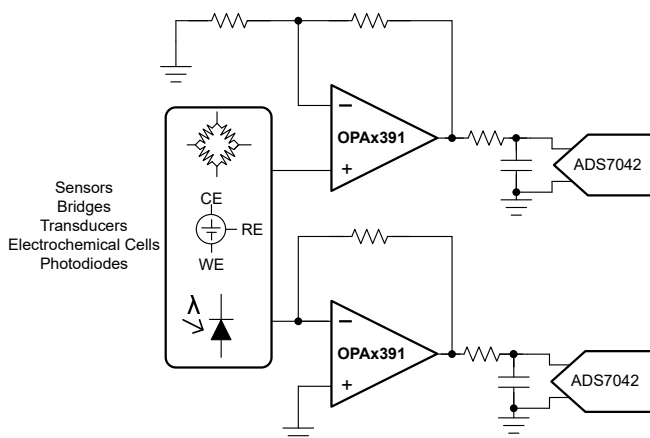 OPAx391
ADS7042
Sensors
Bridges
Transducers
Electrochemical Cells
Photodiodes
CE
RE
WE
λ
OPAx391
ADS7042